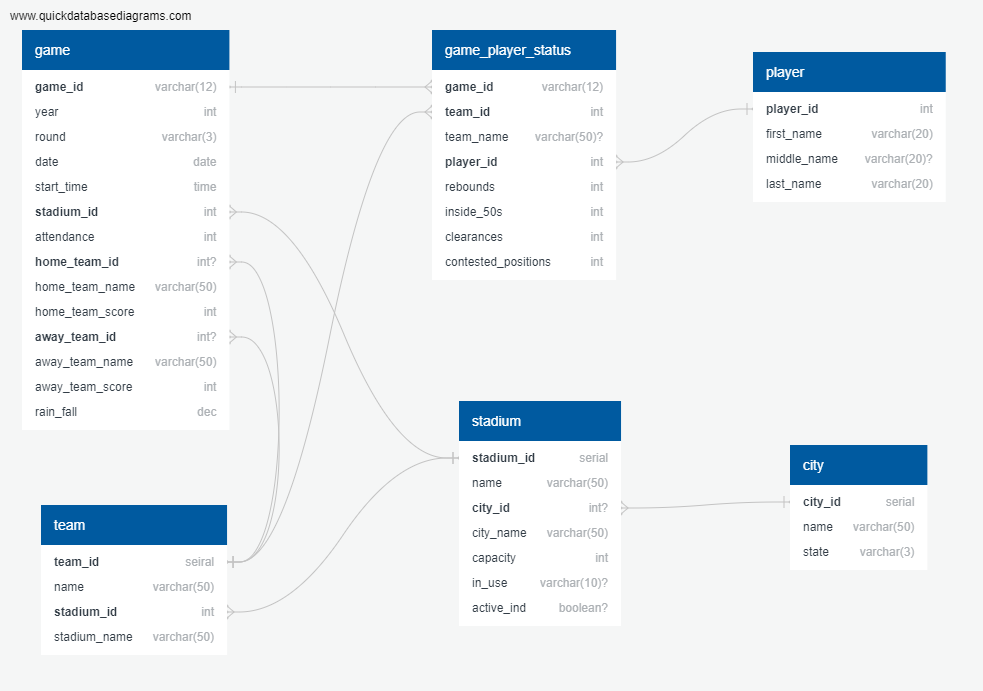 www.quickdatabasediagrams.com
game
game_id varchar(12)
year int
round varchar(3)
date date
start_time time
stadium_id int
attendance int
home_team_id int?
home_team_name varchar(50)
home_team_score int
away_team_id int?
away_team_name varchar(50)
away_team_score int
rain_fall dec
game_player_status
game_id varchar(12)
team_id int
team_name varchar(50)?
player_id int
rebounds int
inside_50s int
clearances int
contested_positions int
player
player_id int
first_name varchar(20)
middle_name varchar(20)?
last_name varchar(20)
team
team_id seiral
name varchar(50)
stadium_id int
stadium_name varchar(50)
stadium
stadium_id serial
name varchar(50)
city_id int?
city_name varchar(50)
capacity int
in_use varchar(10)?
active_ind boolean?
city
city_id serial
name varchar(50)
state varchar(3)